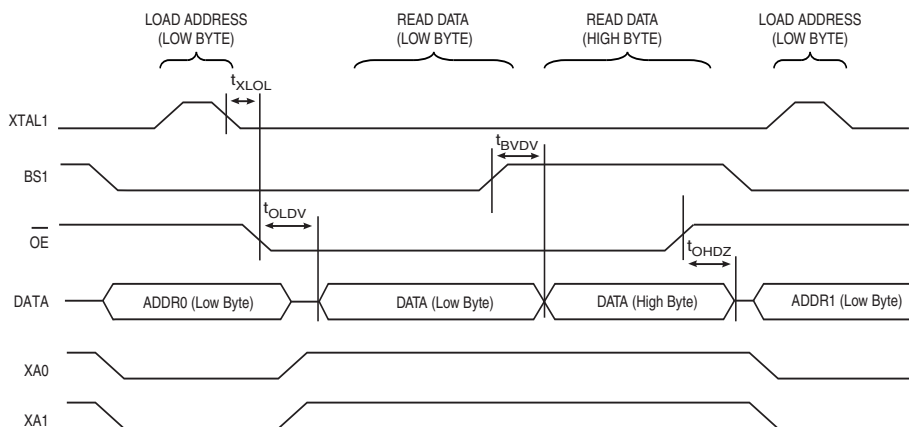 LOAD ADDRESS
(LOW BYTE)
READ DATA
(LOW BYTE)
READ DATA
(HIGH BYTE)
LOAD ADDRESS
(LOW BYTE)
tXLOL
XTAL1
tBVDV
BS1
tOLDV
OE
tOHDZ
DATA
ADDR0 (Low Byte)
DATA (Low Byte)
DATA (High Byte)
ADDR1 (Low Byte)
XA0
XA1